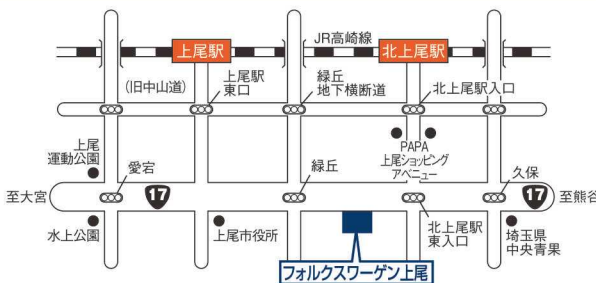 JR高崎線
上尾駅
北上尾駅
(旧中山道)
上尾駅
東口
緑丘
地下横断道
北上尾駅入口
上尾
運動公園
愛宕
緑丘
PAPA
上尾ショッピング
アベニュー
久保
至大宮
17
17
至熊谷
水上公園
上尾市役所
北上尾駅
東入口
埼玉県
中央青果
フォルクスワーゲン上尾